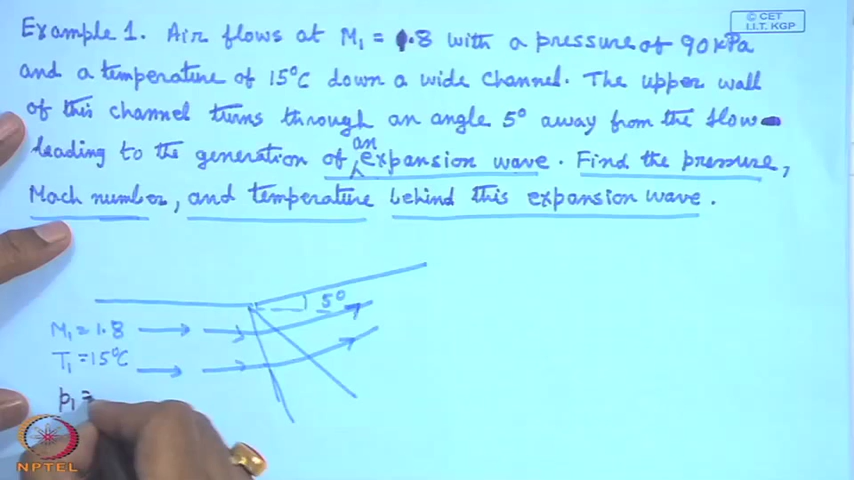 © CET
I.I.T. KGP
Example 1. Air flows at M₁ = 1.8 with a pressure of 90 kPa
and a temperature of 15°C down a wide channel. The upper wall
of this channel turns through an angle 5° away from the flow
leading to the generation of an expansion wave. Find the pressure,
Mach number, and temperature behind this expansion wave.
5°
M₁ = 1.8
T₁ = 15°C
p₁ =
NPTEL